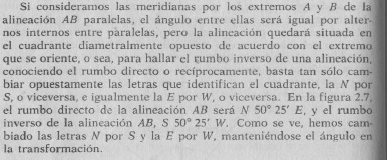 Si consideramos las meridianas por los extremos A y B de la
alineación AB paralelas, el ángulo entre ellas será igual por alter-
nos internos entre paralelas, pero la alineación quedará situada en
el cuadrante diametralmente opuesto de acuerdo con el extremo
que se oriente, o sea, para hallar el rumbo inverso de una alineación,
conociendo el rumbo directo o recíprocamente, basta tan sólo cam-
biar opuestamente las letras que identifican el cuadrante, la N por
S, o viceversa, e igualmente la E por W, o viceversa. En la figura 2.7,
el rumbo directo de la alineación AB será N 50° 25' E, y el rumbo
inverso de la alineación AB, S 50° 25' W. Como se ve, hemos cam-
biado las letras N por S y la E por W, manteniéndose el ángulo en
la transformación.